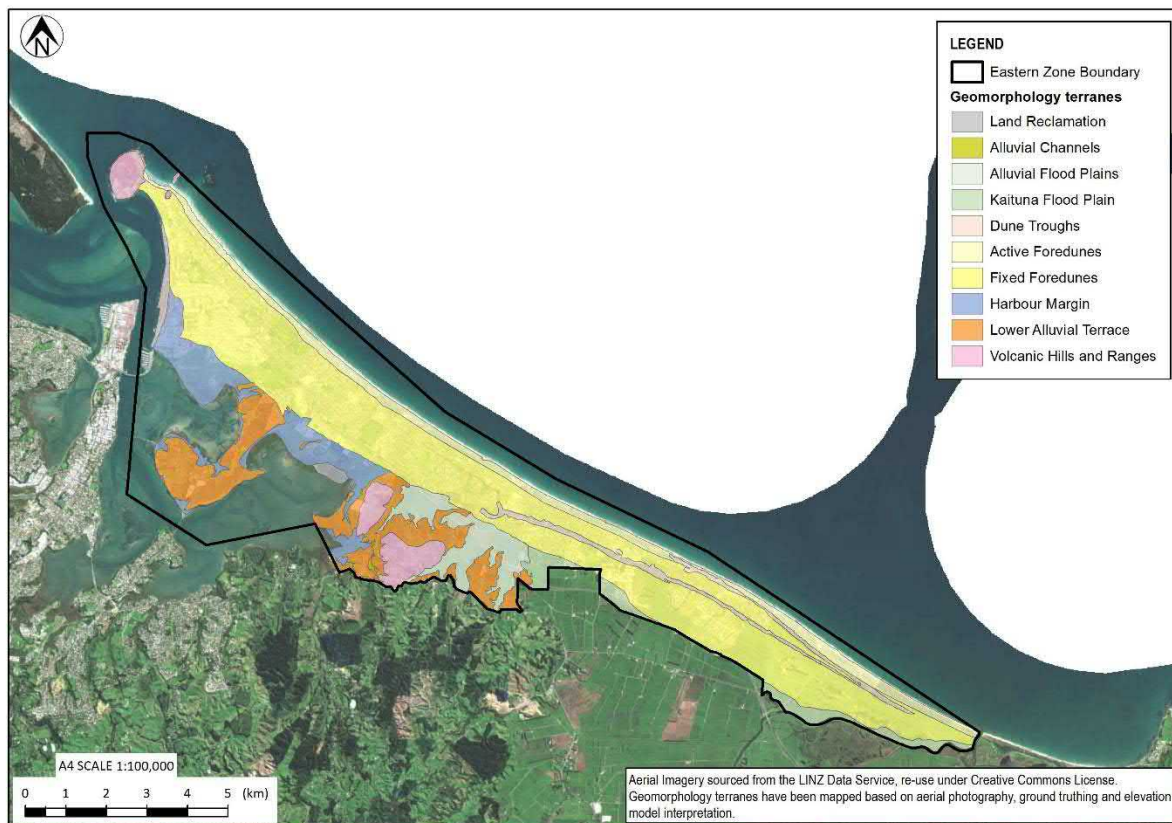 N
LEGEND
Eastern Zone Boundary
Geomorphology terranes
Land Reclamation
Alluvial Channels
Alluvial Flood Plains
Kaituna Flood Plain
Dune Troughs
Active Foredunes
Fixed Foredunes
Harbour Margin
Lower Alluvial Terrace
Volcanic Hills and Ranges
A4 SCALE 1:100,000
0 1 2 3 4 5 (km)
Aerial Imagery sourced from the LINZ Data Service, re-use under Creative Commons License.
Geomorphology terranes have been mapped based on aerial photography, ground truthing and elevation
model interpretation.